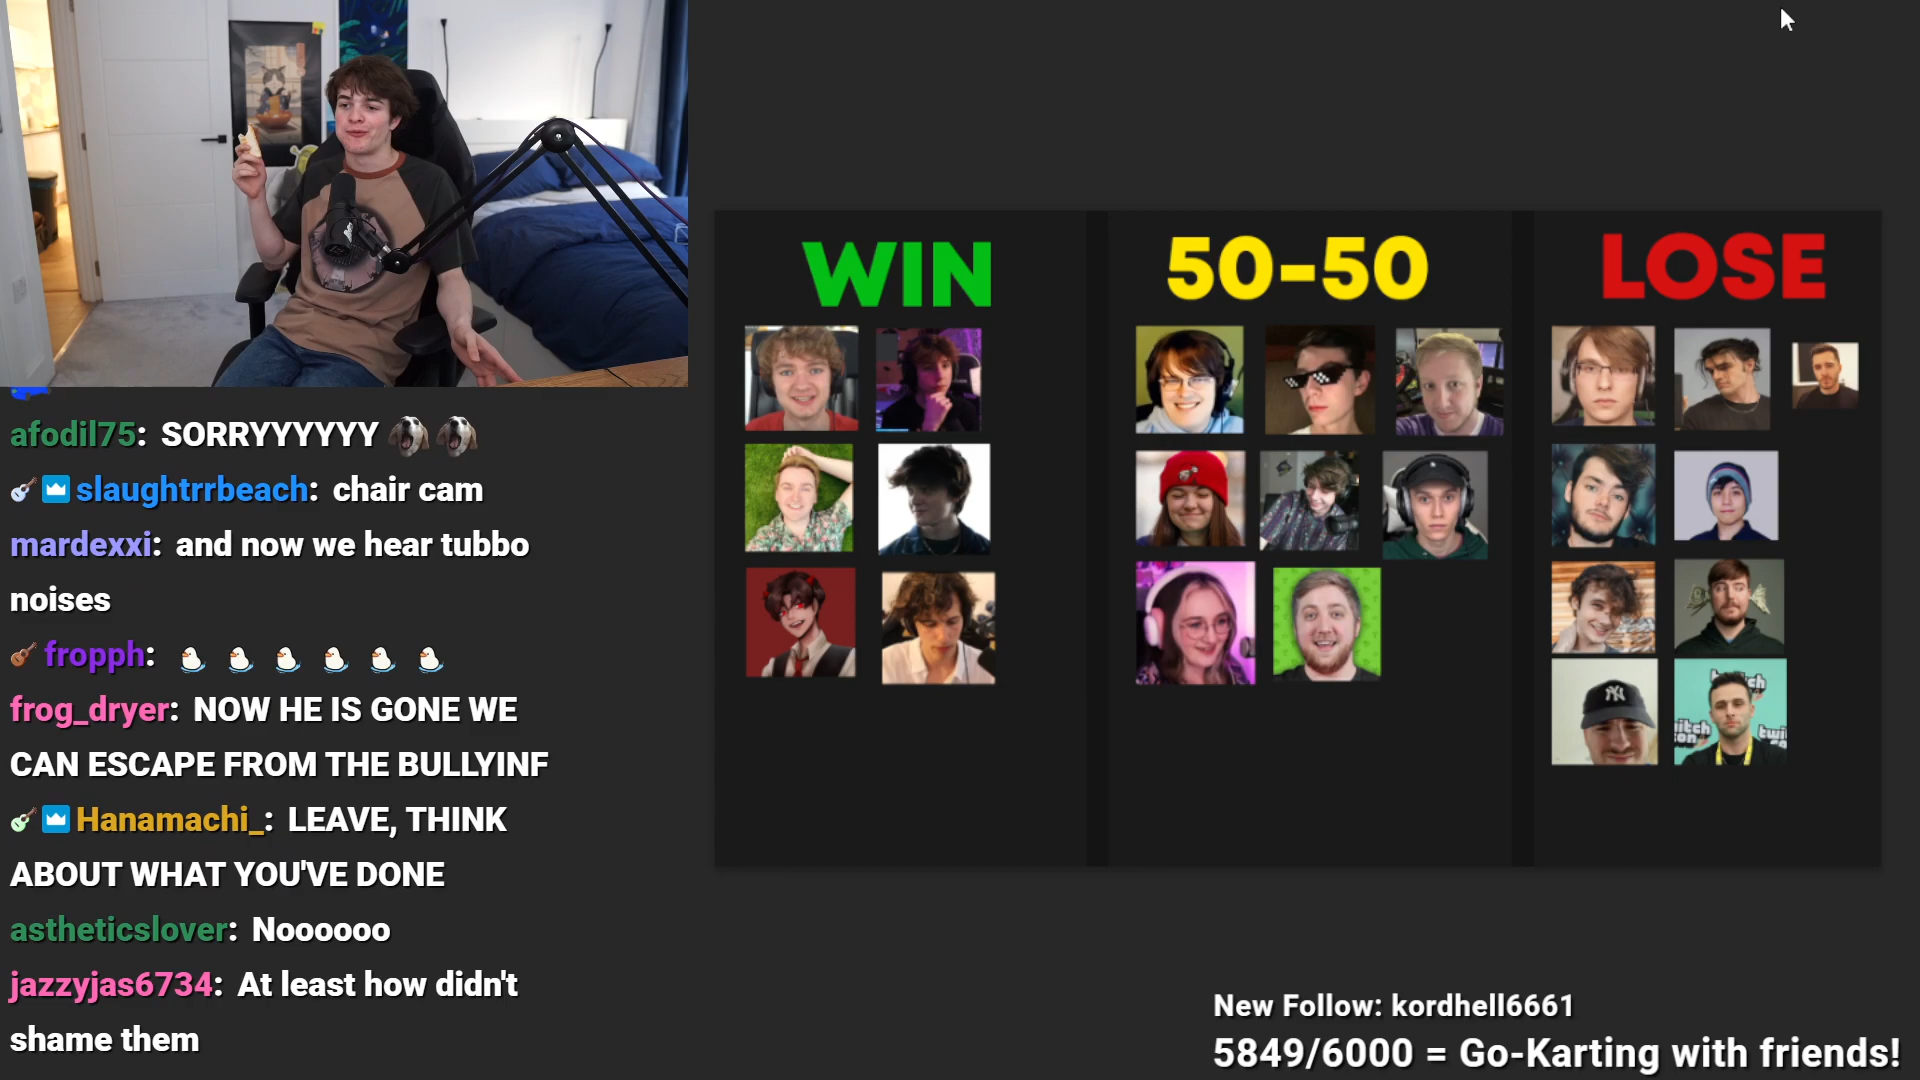 WIN
50-50
LOSE
afodil75: SORRYYYYYY
slaughtrrbeach: chair cam
mardexxi: and now we hear tubbo
noises
fropph:
frog_dryer: NOW HE IS GONE WE
CAN ESCAPE FROM THE BULLYINF
Hanamachi_: LEAVE, THINK
ABOUT WHAT YOU'VE DONE
astheticslover: Noooooo
jazzyjas6734: At least how didn't
shame them
New Follow: kordhell6661
5849/6000 = Go-Karting with friends!